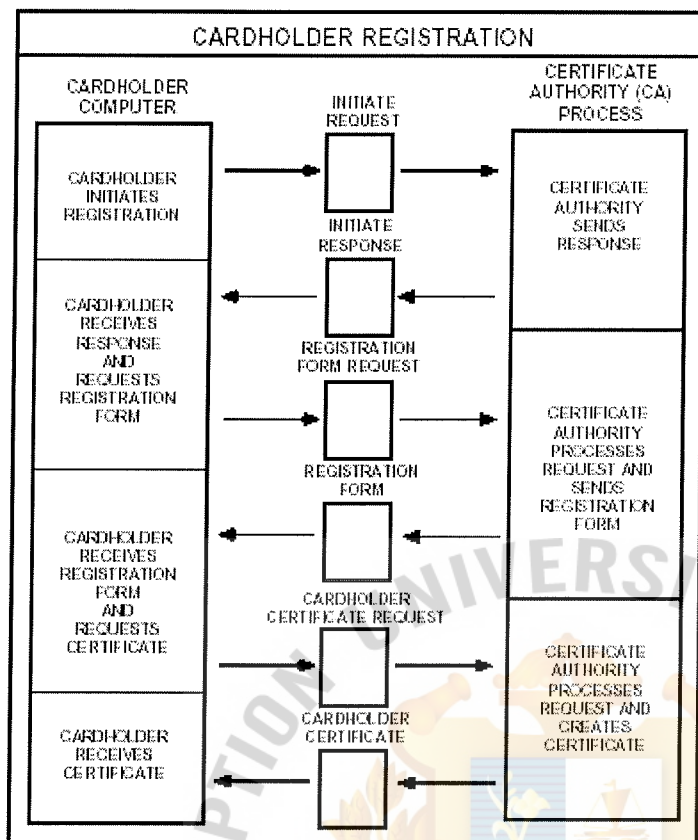 CARDHOLDER REGISTRATION
CARDHOLDER
COMPUTER
INITIATE
REQUEST
CERTIFICATE
AUTHORITY (CA)
PROCESS
CARDHOLDER
INITIATES
REGISTRATION
CERTIFICATE
AUTHORITY
SENDS
RESPONSE
INITIATE
RESPONSE
CARDHOLDER
RECEIVES
RESPONSE
AND
REQUESTS
REGISTRATION
FORM
REGISTRATION
FORM REQUEST
CERTIFICATE
AUTHORITY
PROCESSES
REQUEST AND
SENDS
REGISTRATION
FORM
REGISTRATION
FORM
CARDHOLDER
RECEIVES
REGISTRATION
FORM
AND
REQUESTS
CERTIFICATE
CARDHOLDER
CERTIFICATE REQUEST
CERTIFICATE
AUTHORITY
PROCESSES
REQUEST AND
CREATES
CERTIFICATE
CARDHOLDER
CERTIFICATE
CARDHOLDER
RECEIVES
CERTIFICATE